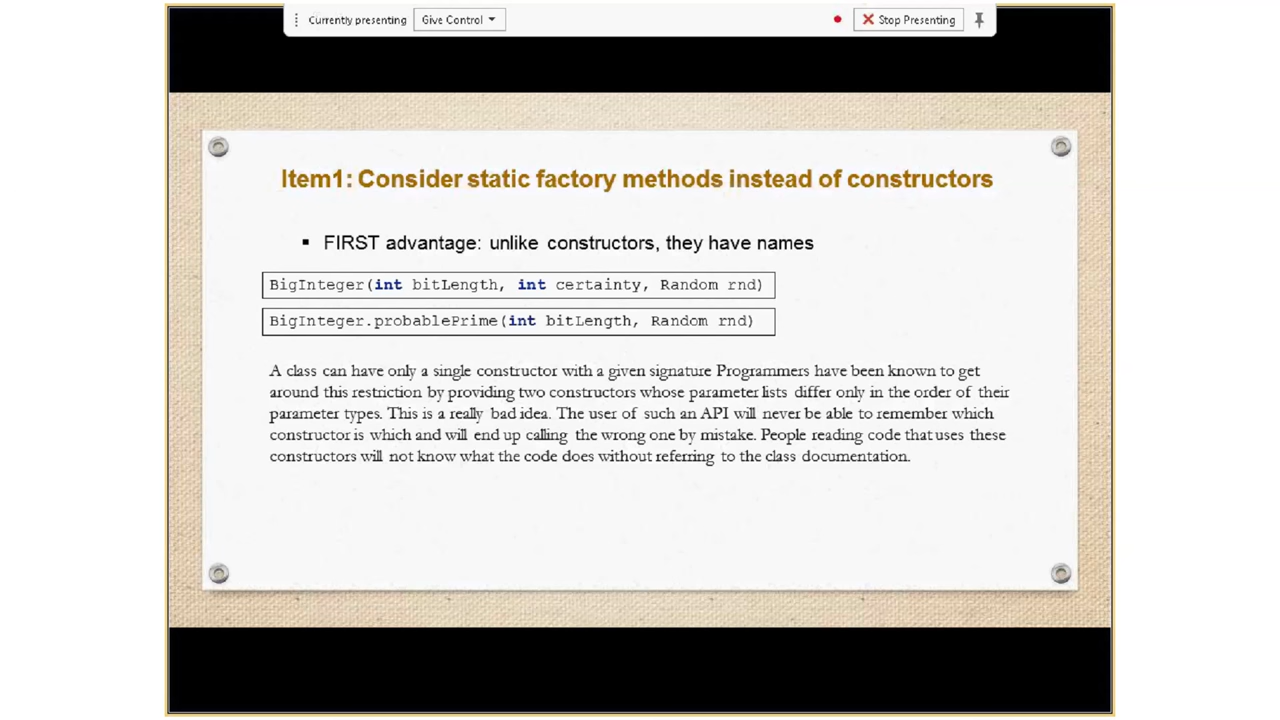 Currently presenting Give Control Stop Presenting
Item1: Consider static factory methods instead of constructors
▪ FIRST advantage: unlike constructors, they have names
BigInteger(int bitLength, int certainty, Random rnd)
BigInteger.probablePrime(int bitLength, Random rnd)
A class can have only a single constructor with a given signature Programmers have been known to get
around this restriction by providing two constructors whose parameter lists differ only in the order of their
parameter types. This is a really bad idea. The user of such an API will never be able to remember which
constructor is which and will end up calling the wrong one by mistake. People reading code that uses these
constructors will not know what the code does without referring to the class documentation.